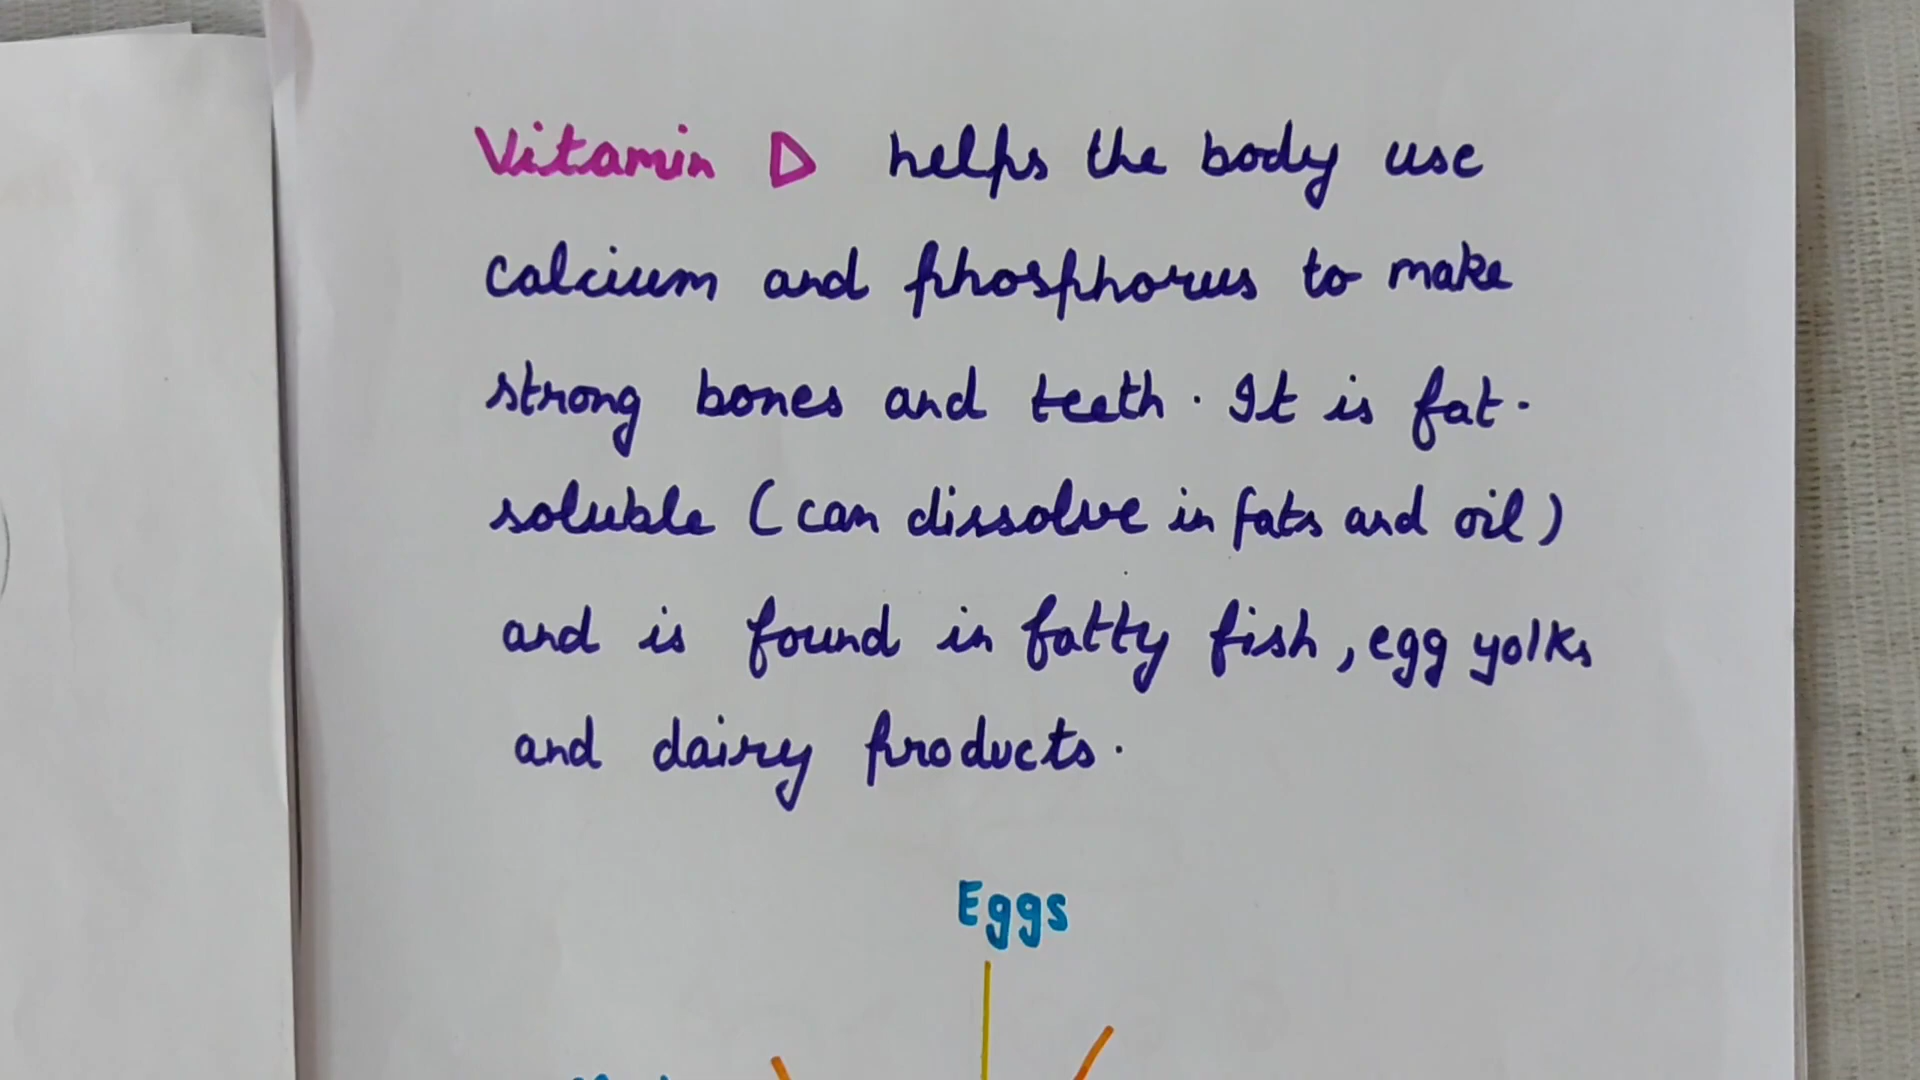 Vitamin D helps the body use
calcium and phosphorus to make
strong bones and teeth. It is fat-
soluble (can dissolve in fats and oil)
and is found in fatty fish, egg yolks
and dairy products.
Eggs